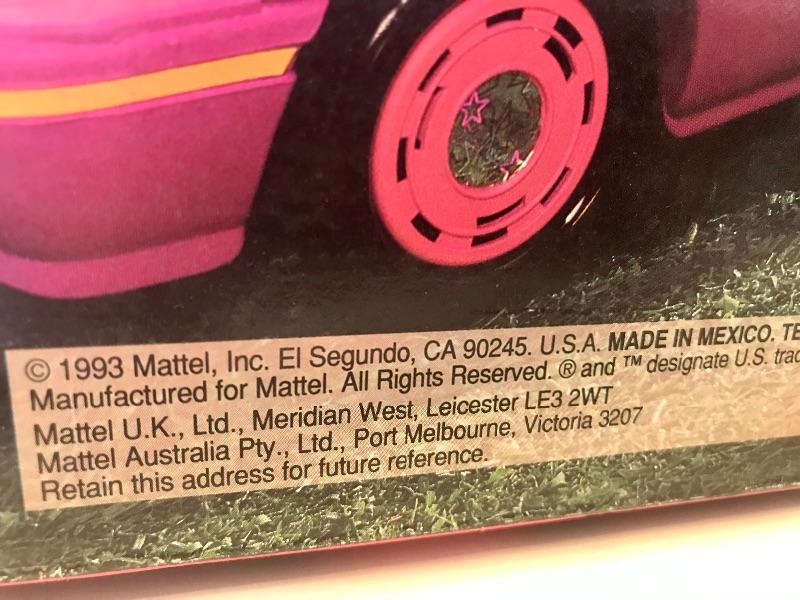 © 1993 Mattel, Inc. El Segundo, CA 90245. U.S.A. MADE IN MEXICO.
Manufactured for Mattel. All Rights Reserved. ® and ™ designate U.S.
Mattel U.K., Ltd., Meridian West, Leicester LE3 2WT
Mattel Australia Pty., Ltd., Port Melbourne, Victoria 3207
Retain this address for future reference.